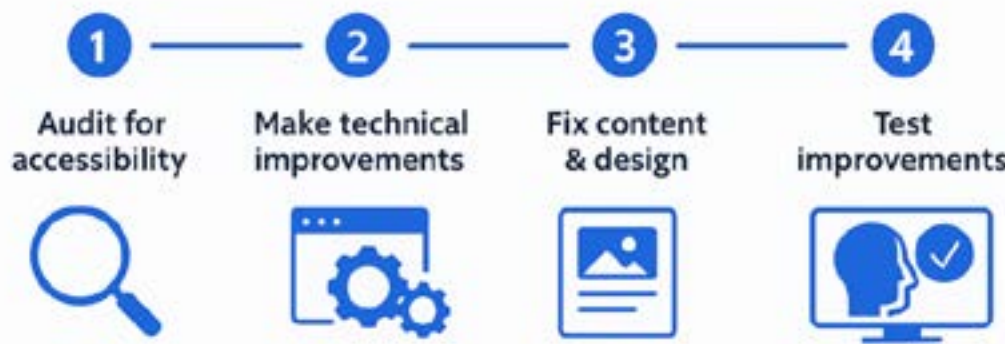 1
2
3
4
Audit for
accessibility
Make technical
improvements
Fix content
& design
Test
improvements